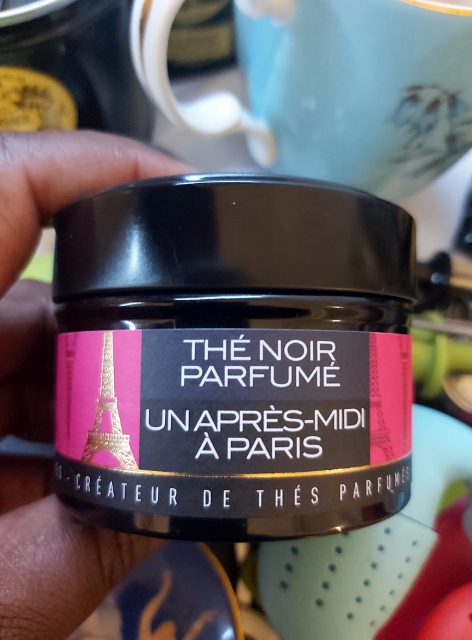 THÉ NOIR
PARFUMÉ
UN APRÈS-MIDI
À PARIS
CRÉATEUR DE THÉS PARFUMÉS